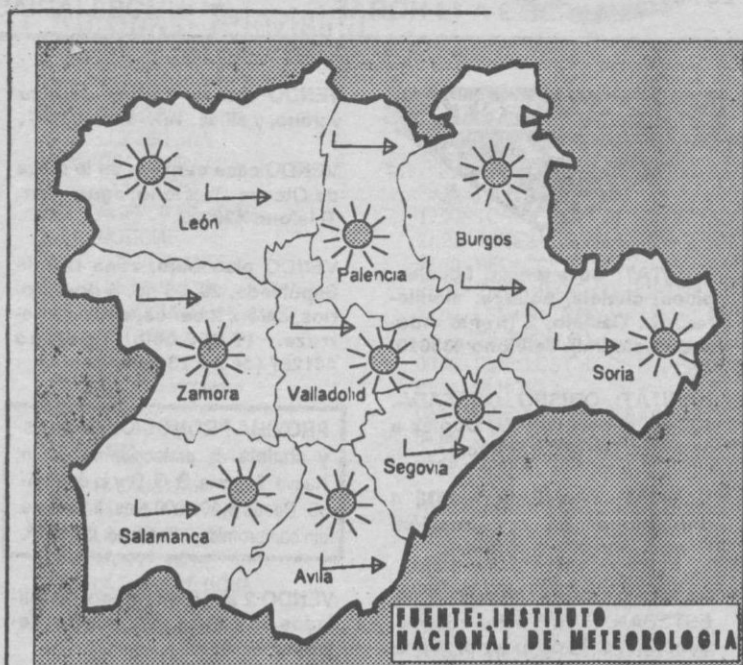 León
Burgos
Palencia
Soria
Zamora
Valladolid
Segovia
Salamanca
Avila
FUENTE: INSTITUTO
NACIONAL DE METEOROLOGIA